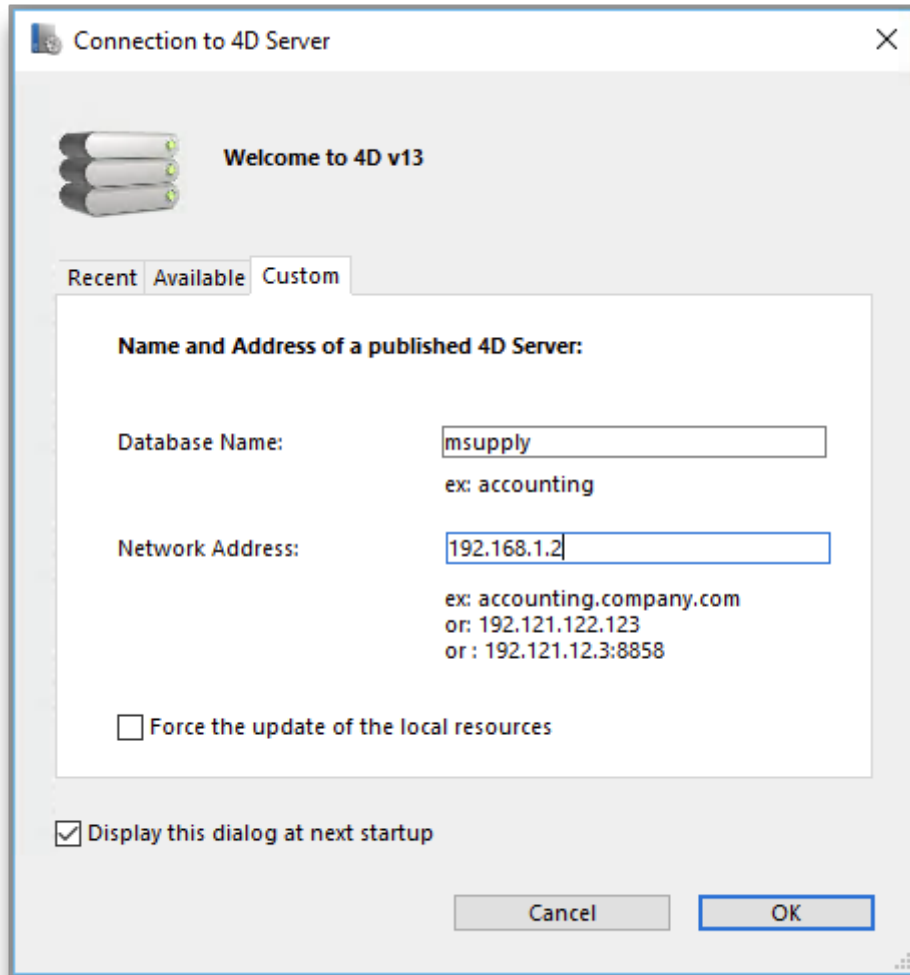 Connection to 4D Server
Welcome to 4D v13
Recent Available Custom
Name and Address of a published 4D Server:
Database Name: msupply
ex: accounting
Network Address: 192.168.1.2
ex: accounting.company.com
or: 192.121.122.123
or : 192.121.12.3:8858
Force the update of the local resources
Display this dialog at next startup
Cancel OK